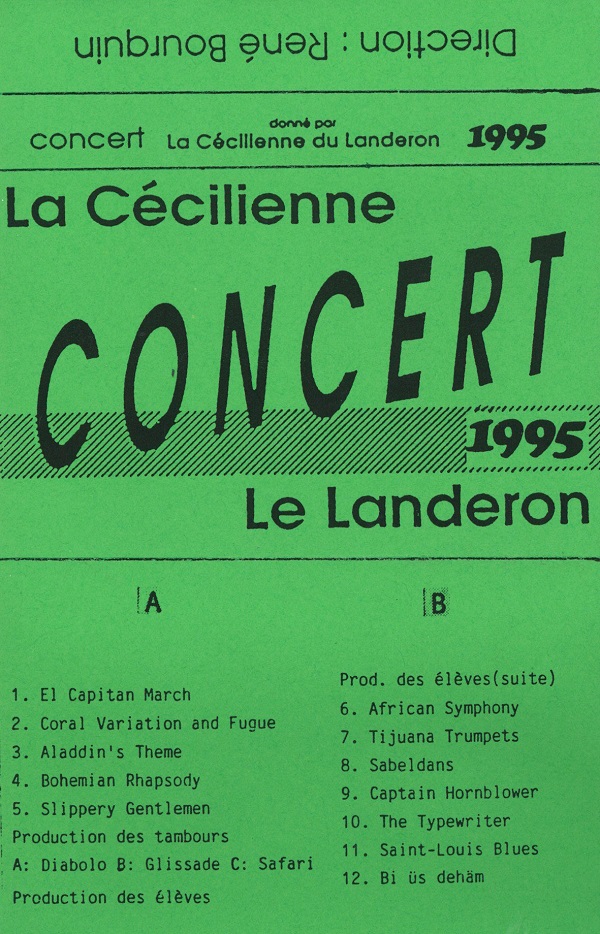 Direction : René Bourquin
concert donné par La Cécilienne du Landeron 1995
La Cécilienne
CONCERT
1995
Le Landeron
A
1. El Capitan March
2. Coral Variation and Fugue
3. Aladdin's Theme
4. Bohemian Rhapsody
5. Slippery Gentlemen
Production des tambours
A: Diabolo B: Glissade C: Safari
Production des élèves
B
Prod. des élèves(suite)
6. African Symphony
7. Tijuana Trumpets
8. Sabeldans
9. Captain Hornblower
10. The Typewriter
11. Saint-Louis Blues
12. Bi üs dehäm